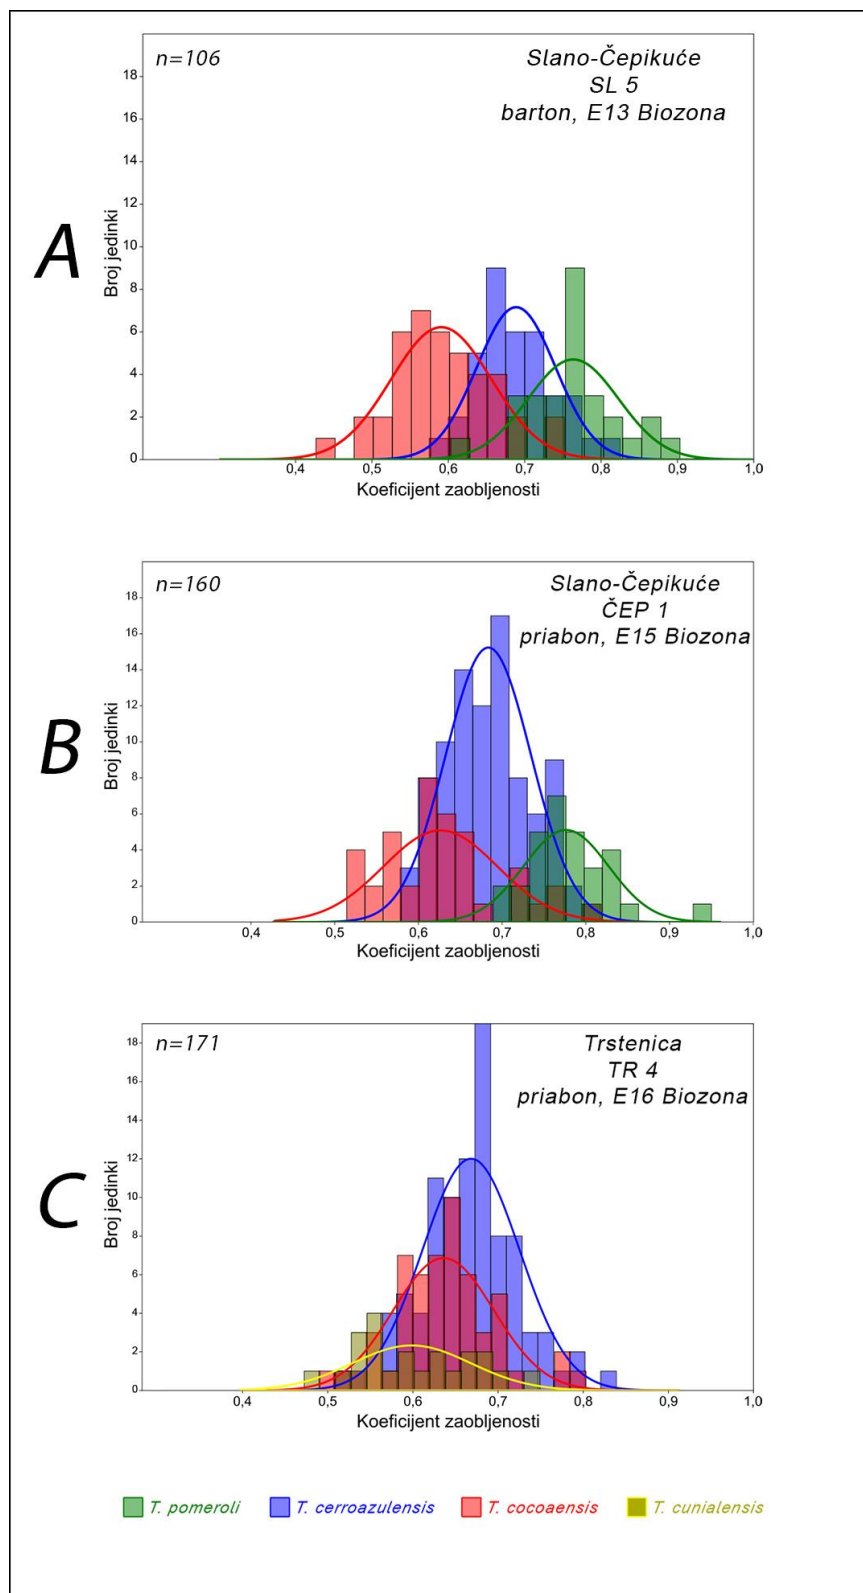 A
n=106
Slano-Čepikuće
SL 5
barton, E13 Biozona
Broj jedinki
18
16
14
12
10
8
6
4
2
0
0,4 0,5 0,6 0,7 0,8 0,9 1,0
Koeficijent zaobljenosti
B
n=160
Slano-Čepikuće
ČEP 1
priabon, E15 Biozona
Broj jedinki
18
16
14
12
10
8
6
4
2
0
0,4 0,5 0,6 0,7 0,8 0,9 1,0
Koeficijent zaobljenosti
C
n=171
Trstenica
TR 4
priabon, E16 Biozona
Broj jedinki
18
16
14
12
10
8
6
4
2
0
0,4 0,5 0,6 0,7 0,8 0,9 1,0
Koeficijent zaobljenosti
T. pomeroli T. cerroazulensis T. cocoaensis T. cunialensis